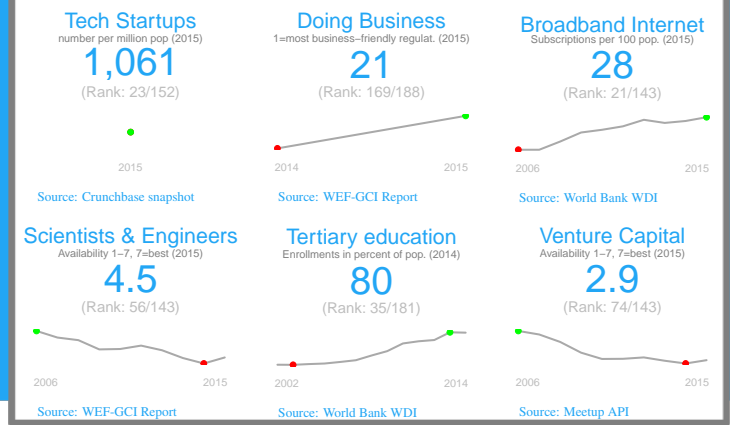 Tech Startups
number per million pop (2015)
1,061
(Rank: 23/152)
2015
Source: Crunchbase snapshot
Doing Business
1=most business−friendly regulat. (2015)
21
(Rank: 169/188)
2014 2015
Source: WEF-GCI Report
Broadband Internet
Subscriptions per 100 pop. (2015)
28
(Rank: 21/143)
2006 2015
Source: World Bank WDI
Scientists & Engineers
Availability 1−7, 7=best (2015)
4.5
(Rank: 56/143)
2006 2015
Source: WEF-GCI Report
Tertiary education
Enrollments in percent of pop. (2014)
80
(Rank: 35/181)
2002 2014
Source: World Bank WDI
Venture Capital
Availability 1−7, 7=best (2015)
2.9
(Rank: 74/143)
2006 2015
Source: Meetup API